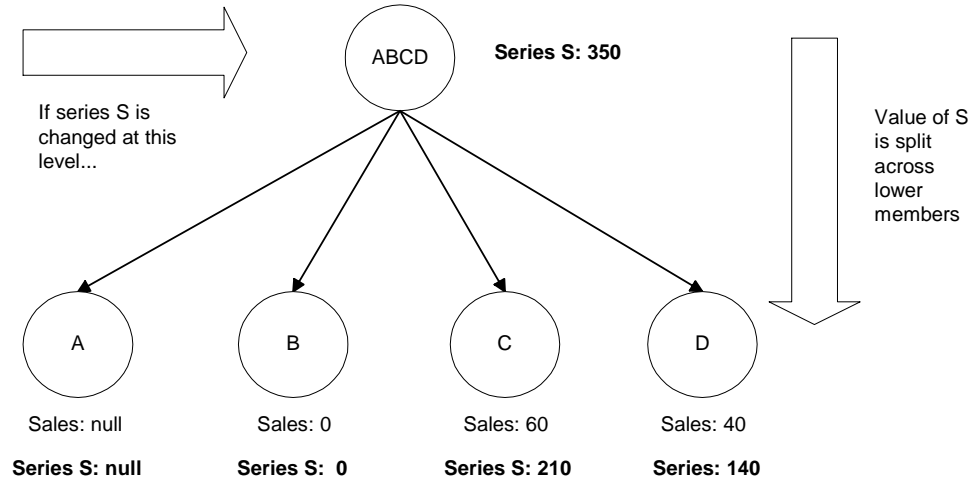 ABCD
Series S: 350
If series S is
changed at this
level...
Value of S
is split
across
lower
members
A
B
C
D
Sales: null
Sales: 0
Sales: 60
Sales: 40
Series S: null
Series S:  0
Series S: 210
Series: 140